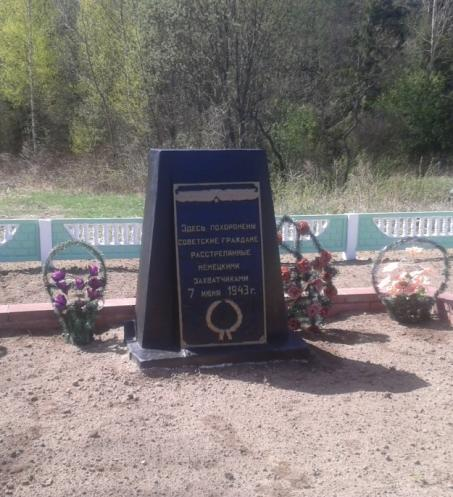 Здесь похоронены
советские граждане
расстрелянные
немецкими
захватчиками
7 июня 1943 г.